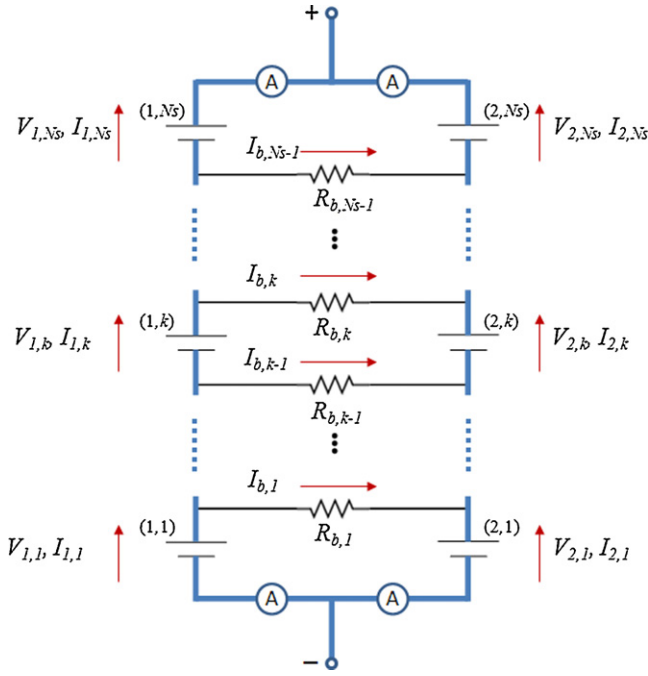 +
A A
(1,Ns) (2,Ns)
V1,Ns, I1,Ns V2,Ns, I2,Ns
Ib,Ns-1
Rb,Ns-1
Ib,k
(1,k) Rb,k (2,k)
V1,k, I1,k V2,k, I2,k
Ib,k-1
Rb,k-1
Ib,1
(1,1) (2,1)
Rb,1
V1,1, I1,1 V2,1, I2,1
A A
−